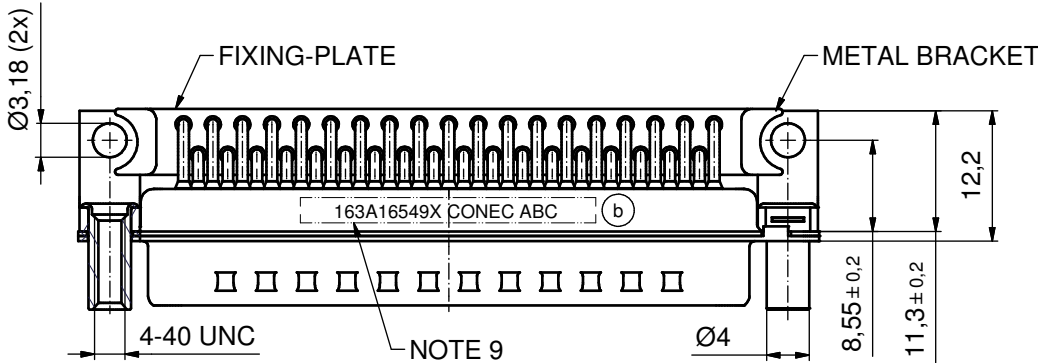 Ø3,18 (2x)
FIXING-PLATE
METAL BRACKET
163A16549X CONEC ABC
b
12,2
8,55±0,2
11,3±0,2
4-40 UNC
NOTE 9
Ø4